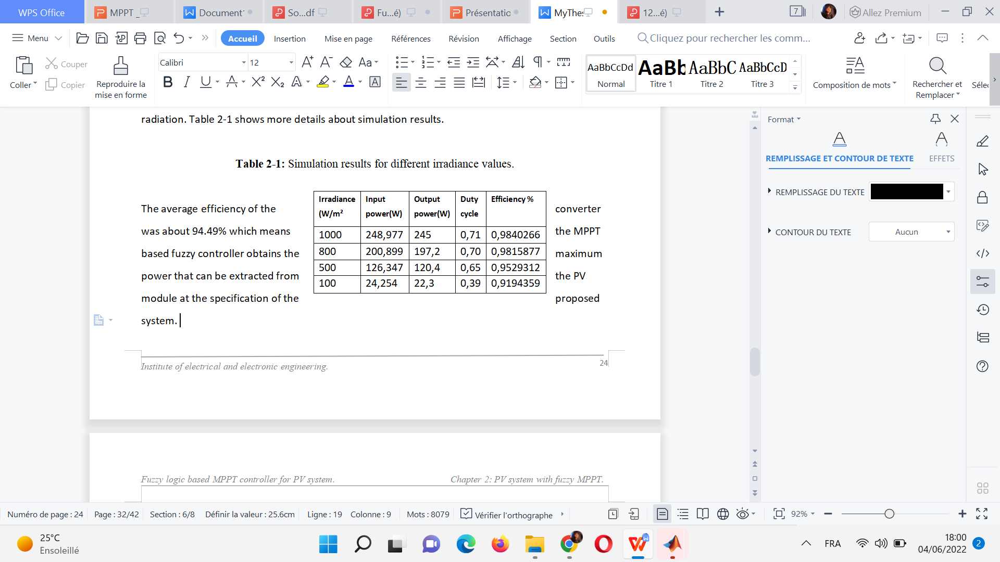 WPS Office
MPPT _
Document1
So...df
Fu...é)
Présentatio
MyThes
12...é)
7
Allez Premium
Menu
Accueil
Insertion
Mise en page
Références
Révision
Affichage
Section
Outils
Cliquez pour rechercher les comm...
Coller
Couper
Copier
Reproduire la
mise en forme
Calibri
12
AaBbCcDd
Normal
AaBb
Titre 1
AaBbC
Titre 2
AaBbCcD
Titre 3
Composition de mots
Rechercher et
Remplacer
Sélec
radiation. Table 2-1 shows more details about simulation results.
Table 2-1: Simulation results for different irradiance values.
Irradiance (W/m² Input power(W) Output power(W) Duty cycle Efficiency %
1000 248,977 245 0,71 0,9840266
800 200,899 197,2 0,70 0,9815877
500 126,347 120,4 0,65 0,9529312
100 24,254 22,3 0,39 0,9194359
The average efficiency of the converter
was about 94.49% which means the MPPT
based fuzzy controller obtains the maximum
power that can be extracted from the PV
module at the specification of the proposed
system.
Institute of electrical and electronic engineering.
24
Fuzzy logic based MPPT controller for PV system. Chapter 2: PV system with fuzzy MPPT.
Format
REMPLISSAGE ET CONTOUR DE TEXTE
EFFETS
REMPLISSAGE DU TEXTE
CONTOUR DU TEXTE
Aucun
Numéro de page : 24 Page : 32/42 Section : 6/8 Définir la valeur : 25.6cm Ligne : 19 Colonne : 9 Mots : 8079 Vérifier l'orthographe 92%
25°C
Ensoleillé
FRA
18:00
04/06/2022
2